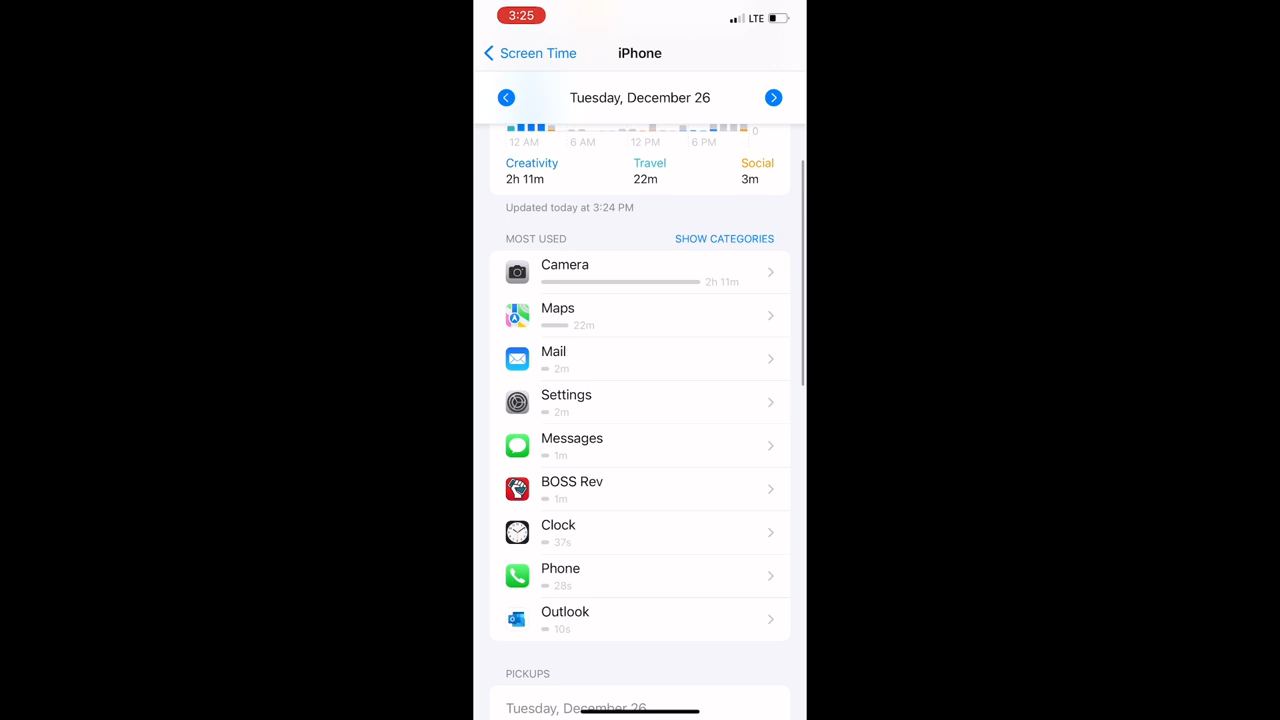 3:25
LTE
Screen Time
iPhone
Tuesday, December 26
0
12 AM 6 AM 12 PM 6 PM
Creativity Travel Social
2h 11m 22m 3m
Updated today at 3:24 PM
MOST USED SHOW CATEGORIES
Camera
2h 11m
Maps
22m
Mail
2m
Settings
2m
Messages
1m
BOSS Rev
1m
Clock
37s
Phone
28s
Outlook
10s
PICKUPS
Tuesday, December 26